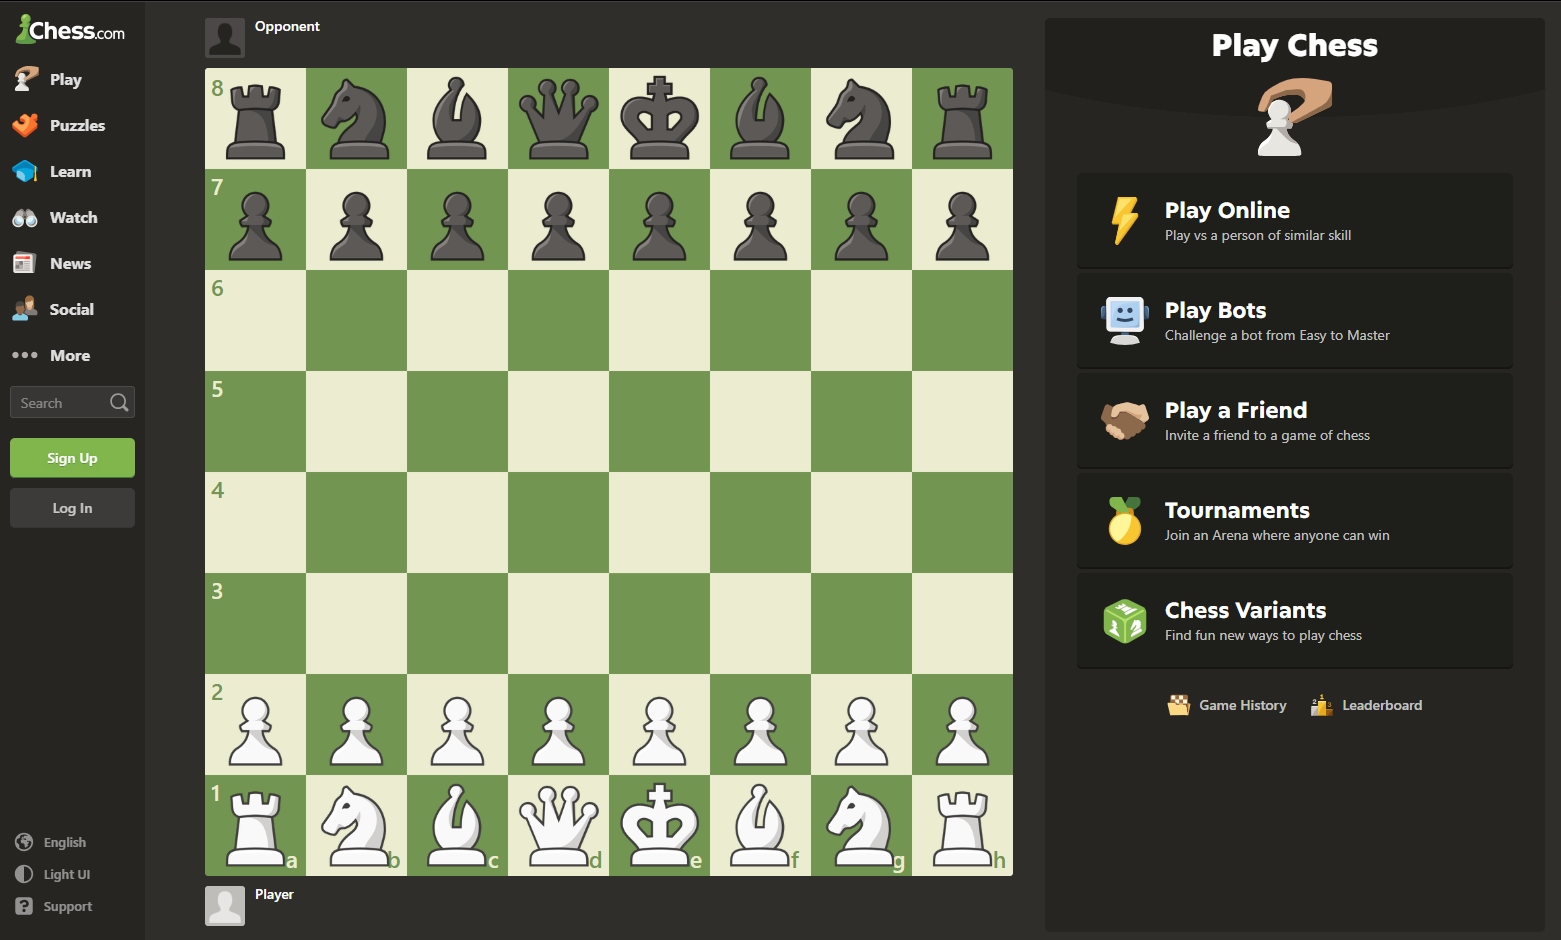 Chess.com
Play
Puzzles
Learn
Watch
News
Social
More
Search
Sign Up
Log In
English
Light UI
Support
Opponent
8
7
6
5
4
3
2
1
a b c d e f g h
Player
Play Chess
Play Online
Play vs a person of similar skill
Play Bots
Challenge a bot from Easy to Master
Play a Friend
Invite a friend to a game of chess
Tournaments
Join an Arena where anyone can win
Chess Variants
Find fun new ways to play chess
Game History
Leaderboard